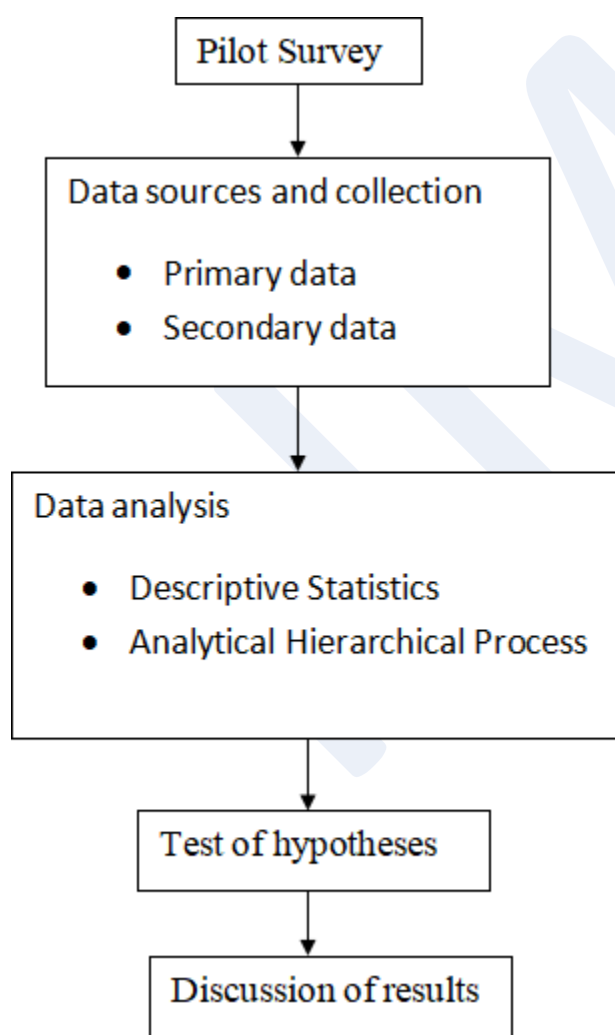 Pilot Survey
Data sources and collection
• Primary data
• Secondary data
Data analysis
• Descriptive Statistics
• Analytical Hierarchical Process
Test of hypotheses
Discussion of results